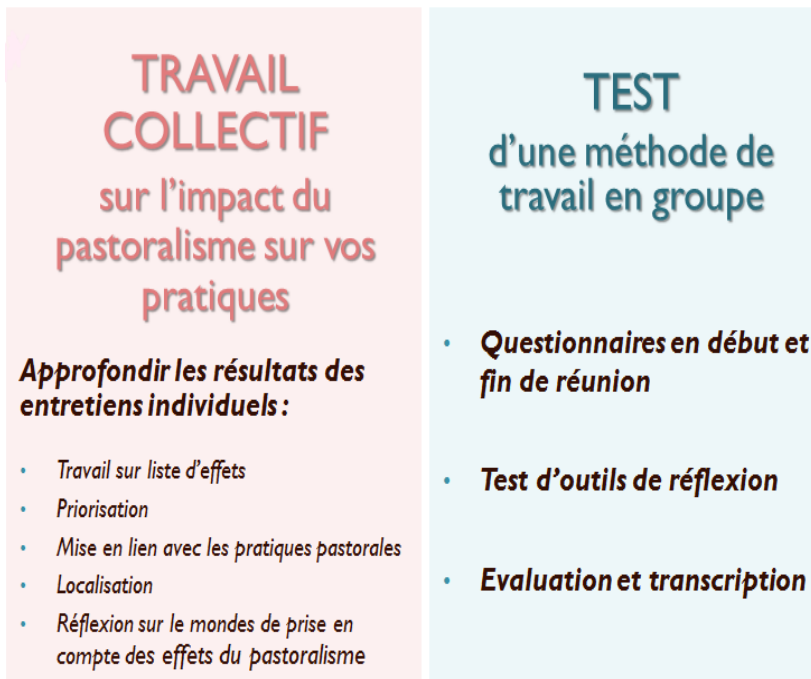 TRAVAIL
COLLECTIF
sur l’impact du
pastoralisme sur vos
pratiques
Approfondir les résultats des
entretiens individuels :
• Travail sur liste d’effets
• Priorisation
• Mise en lien avec les pratiques pastorales
• Localisation
• Réflexion sur le mondes de prise en
compte des effets du pastoralisme
TEST
d’une méthode de
travail en groupe
• Questionnaires en début et
fin de réunion
• Test d’outils de réflexion
• Evaluation et transcription